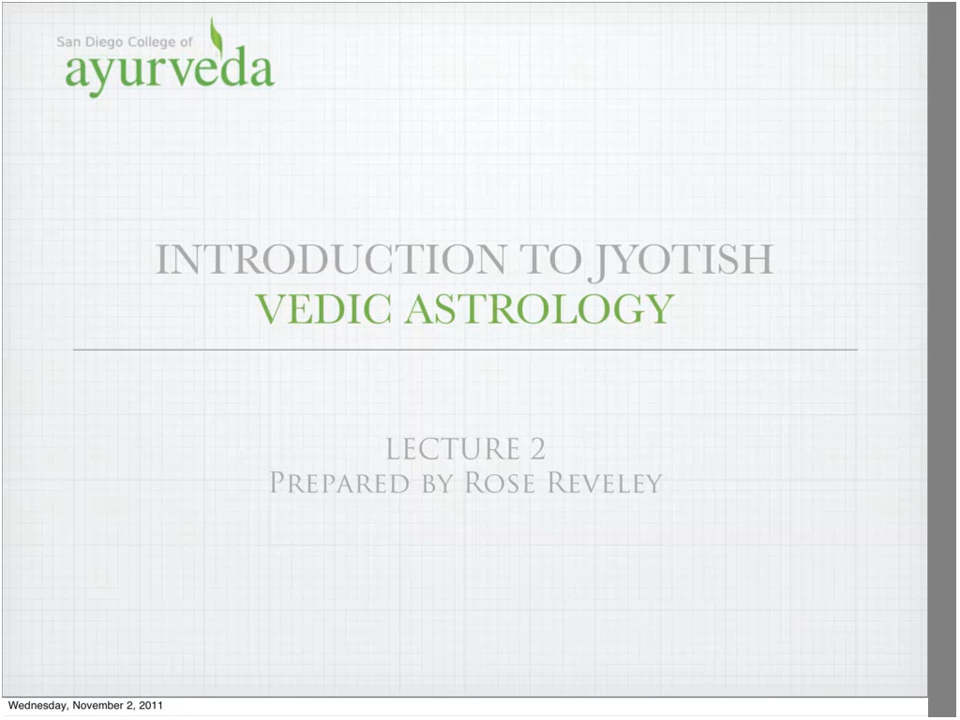 San Diego College of
ayurveda
INTRODUCTION TO JYOTISH
VEDIC ASTROLOGY
LECTURE 2
Prepared by Rose Reveley
Wednesday, November 2, 2011